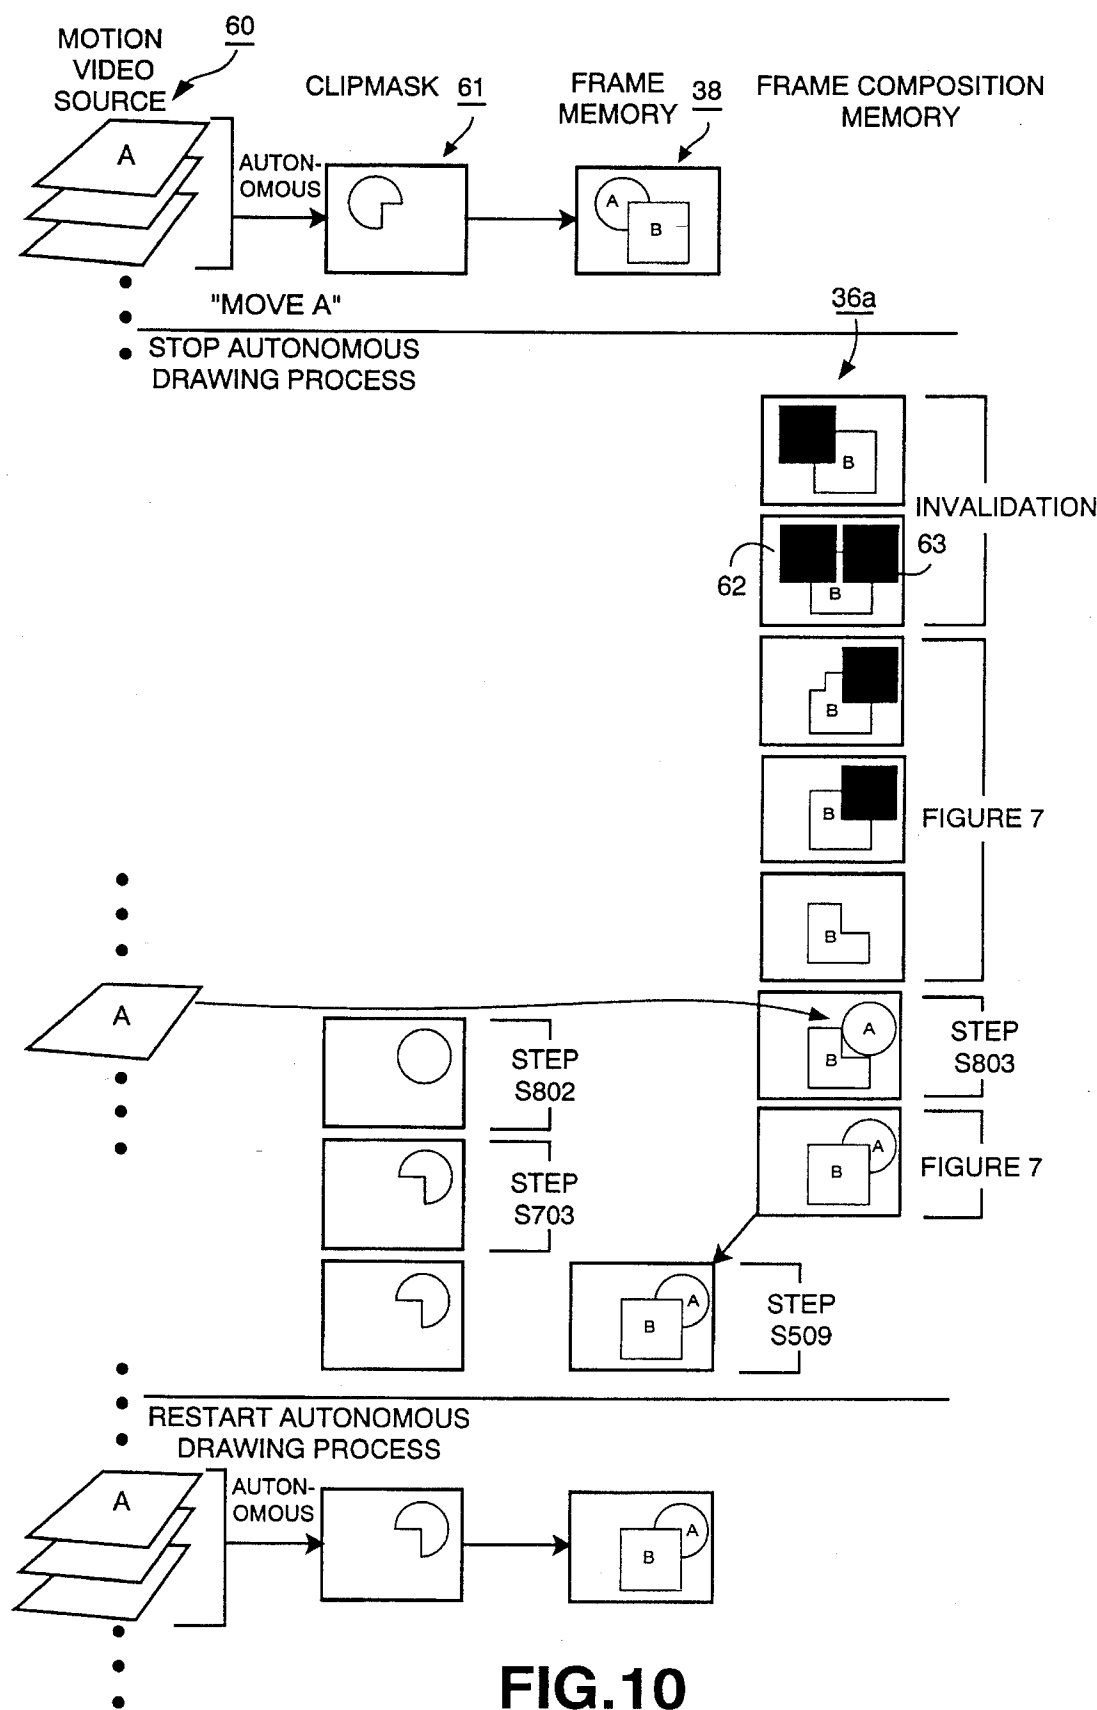 MOTION
VIDEO
SOURCE
60
CLIPMASK 61
FRAME
MEMORY 38
FRAME COMPOSITION
MEMORY
A
AUTON-
OMOUS
A
B
"MOVE A"
36a
STOP AUTONOMOUS
DRAWING PROCESS
B
INVALIDATION
62
63
B
B
B
FIGURE 7
B
A
A
B
STEP
S803
STEP
S802
A
B
FIGURE 7
STEP
S703
A
B
STEP
S509
RESTART AUTONOMOUS
DRAWING PROCESS
A
AUTON-
OMOUS
A
B
FIG.10